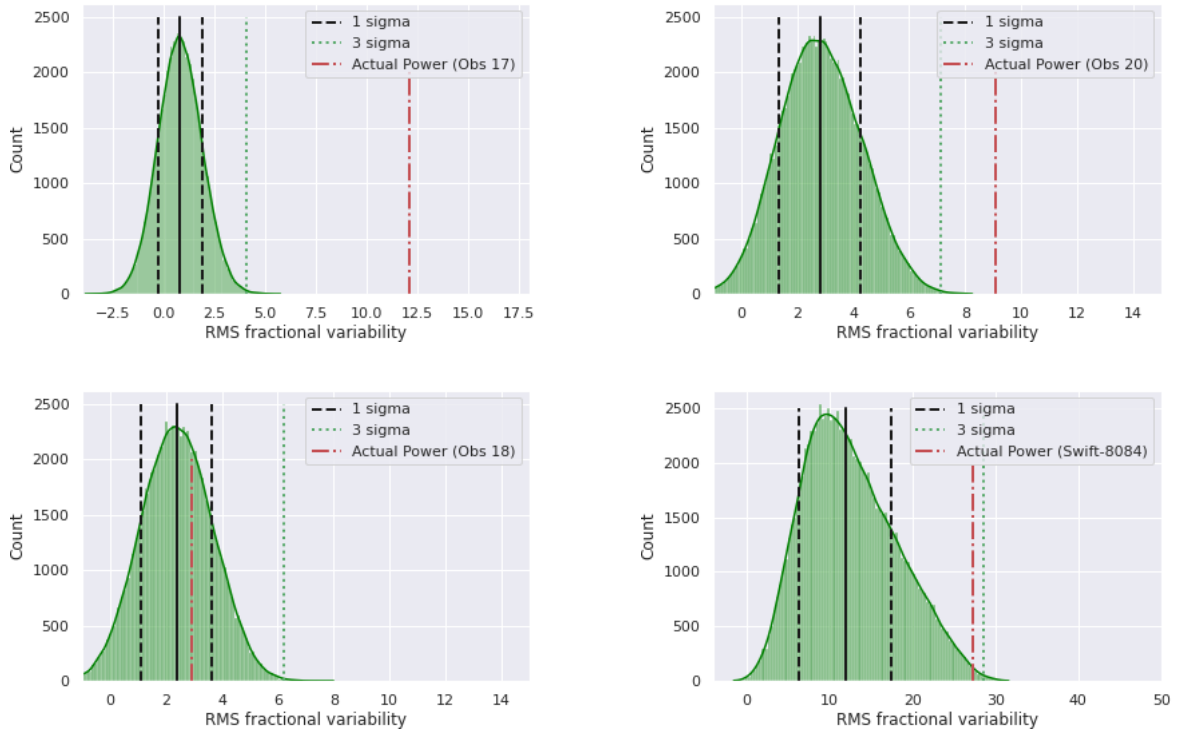 2500
2000
1500
1000
500
0
Count
−2.5
0.0
2.5
5.0
7.5
10.0
12.5
15.0
17.5
RMS fractional variability
1 sigma
3 sigma
Actual Power (Obs 17)
2500
2000
1500
1000
500
0
Count
0
2
4
6
8
10
12
14
RMS fractional variability
1 sigma
3 sigma
Actual Power (Obs 20)
2500
2000
1500
1000
500
0
Count
0
2
4
6
8
10
12
14
RMS fractional variability
1 sigma
3 sigma
Actual Power (Obs 18)
2500
2000
1500
1000
500
0
Count
0
10
20
30
40
50
RMS fractional variability
1 sigma
3 sigma
Actual Power (Swift-8084)